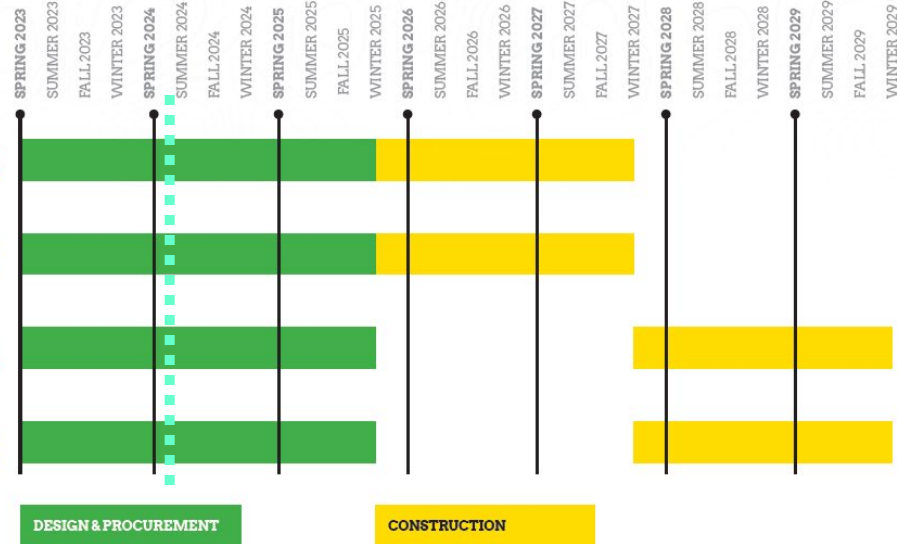 SPRING 2023
SUMMER 2023
FALL 2023
WINTER 2023
SPRING 2024
SUMMER 2024
FALL 2024
WINTER 2024
SPRING 2025
SUMMER 2025
FALL 2025
WINTER 2025
SPRING 2026
SUMMER 2026
FALL 2026
WINTER 2026
SPRING 2027
SUMMER 2027
FALL 2027
WINTER 2027
SPRING 2028
SUMMER 2028
FALL 2028
WINTER 2028
SPRING 2029
SUMMER 2029
FALL 2029
WINTER 2029
DESIGN & PROCUREMENT
CONSTRUCTION